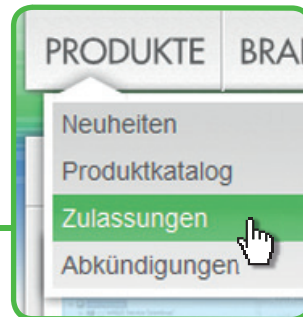 PRODUKTE
Neuheiten
Produktkatalog
Zulassungen
Abkündigungen